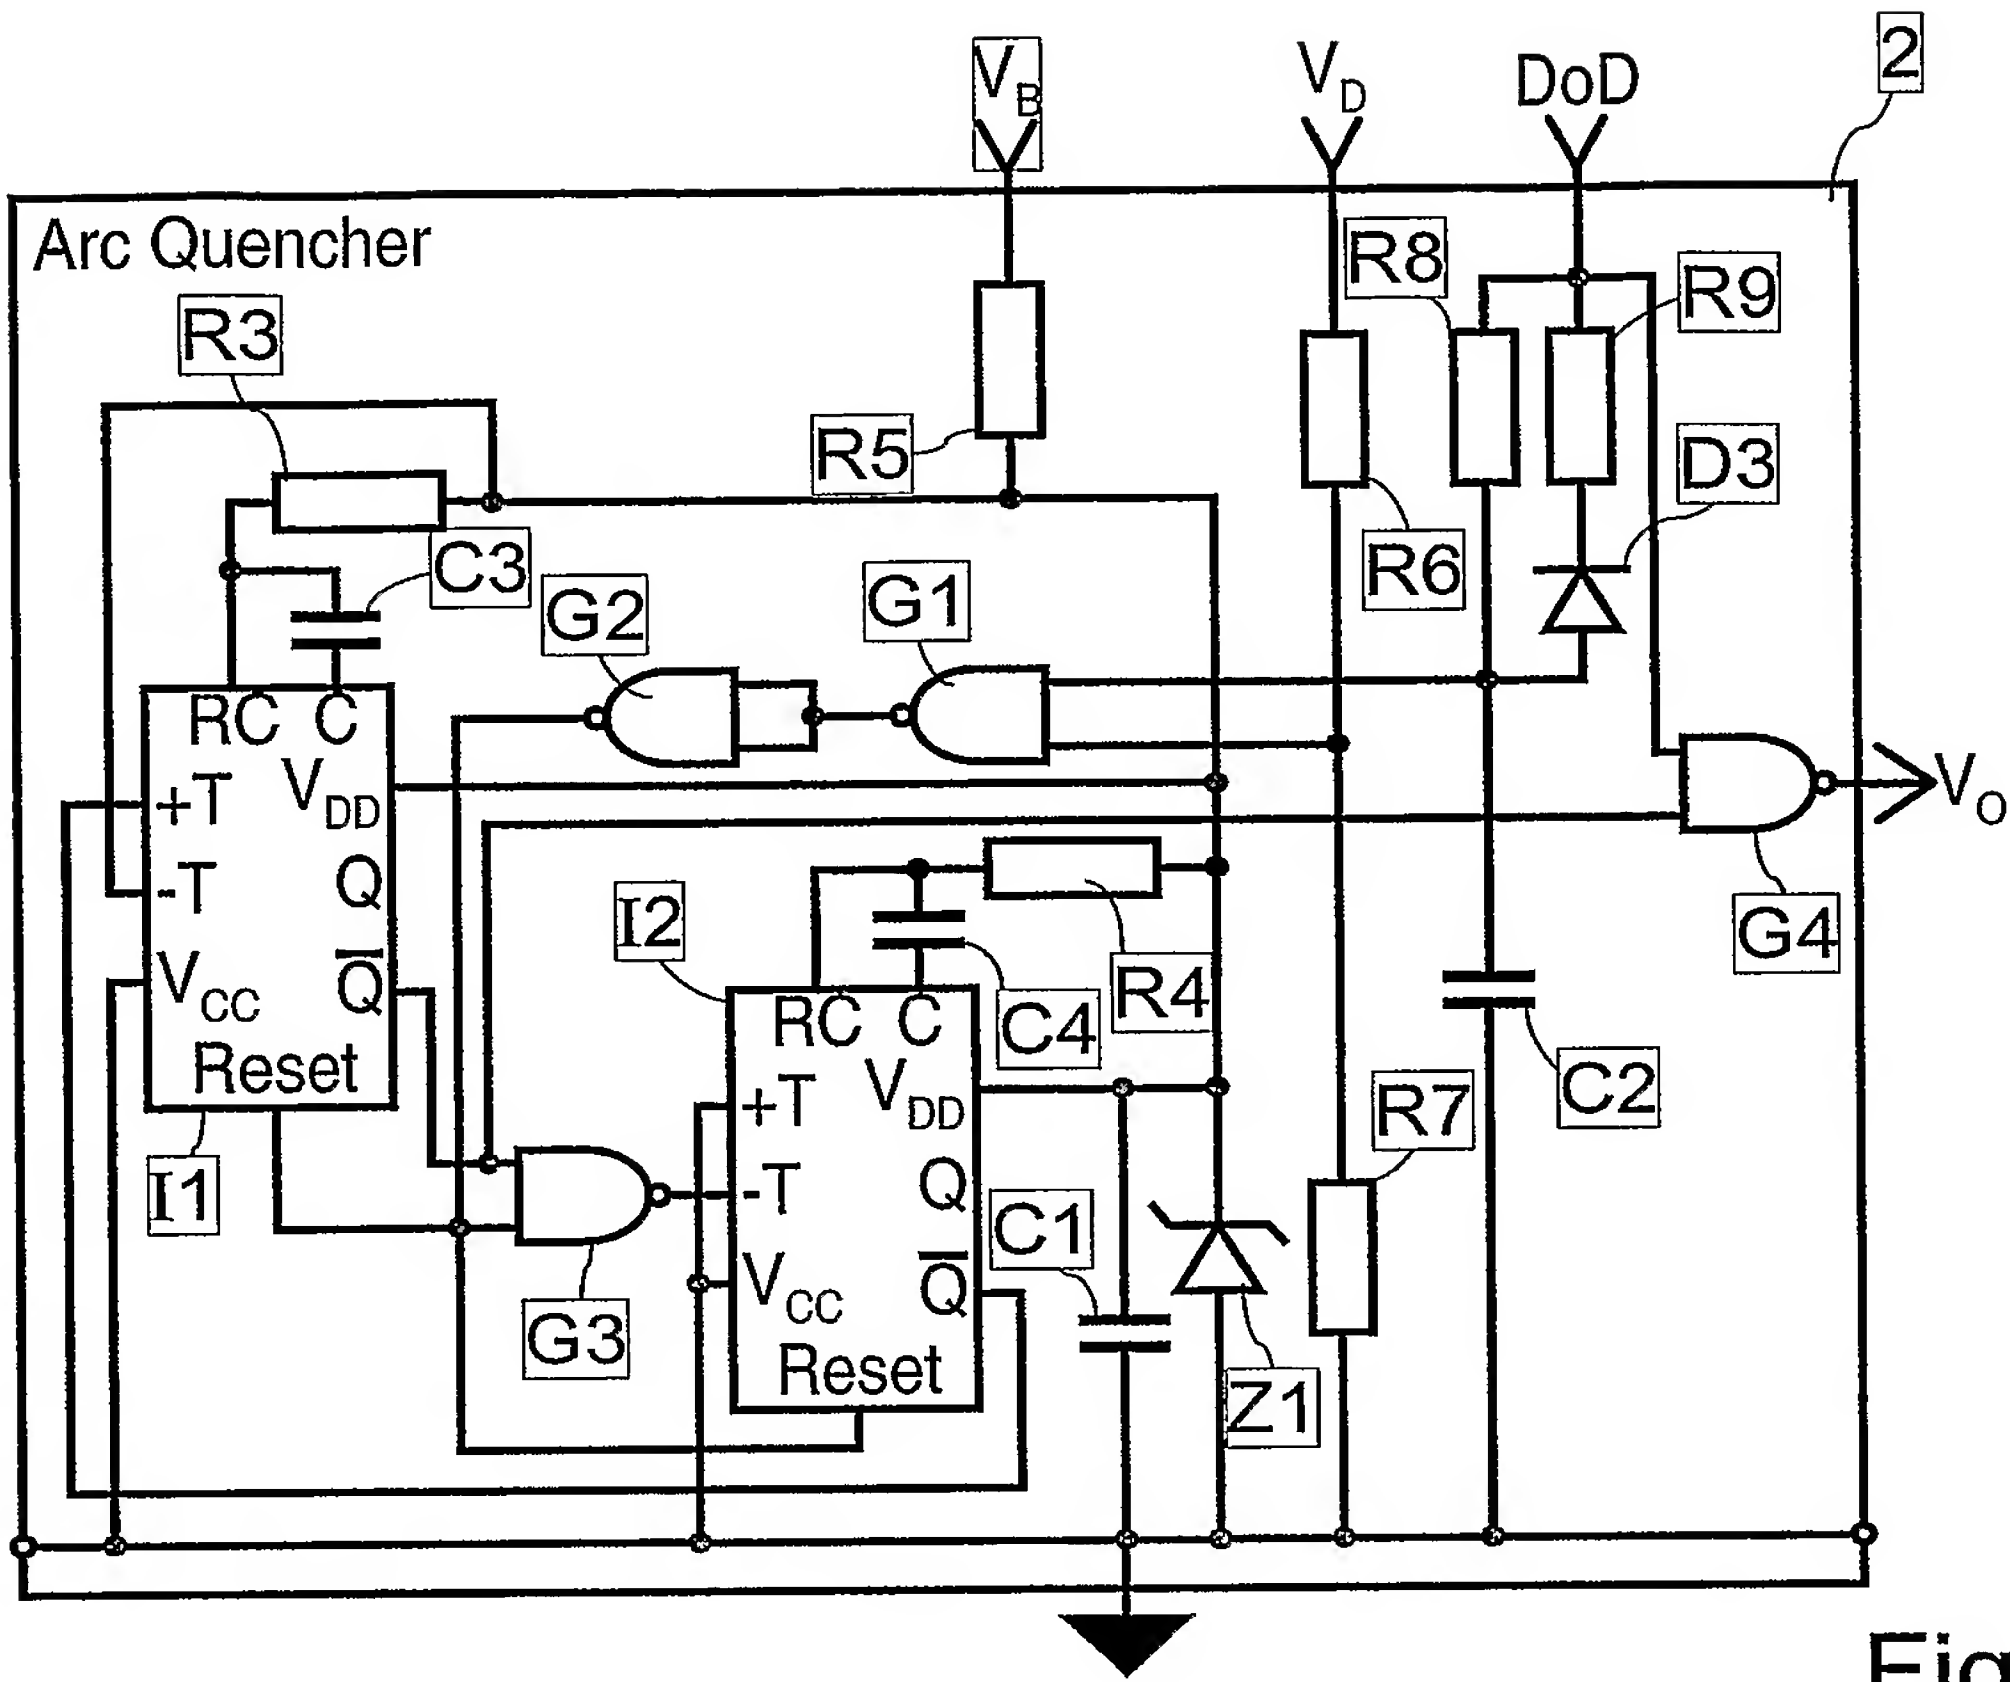 V_B
V_D
DoD
2
Arc Quencher
R3
R8
R9
R5
D3
C3
R6
G2
G1
RC C
V_DD
+T
Q
-T
V_CC
Q̅
Reset
I1
V_O
G4
I2
R4
C4
RC C
V_DD
+T
Q
-T
V_CC
Q̅
Reset
C2
R7
C1
G3
Z1
Fig